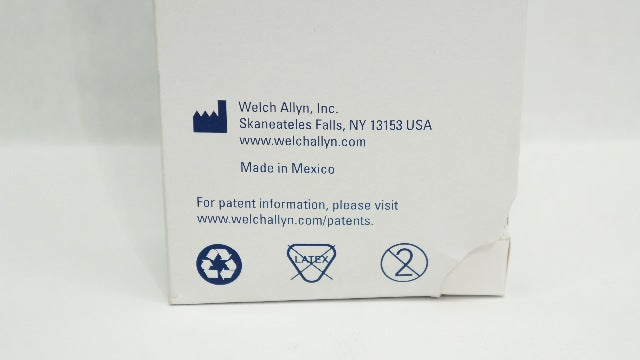 Welch Allyn, Inc.
Skaneateles Falls, NY 13153 USA
www.welchallyn.com
Made in Mexico
For patent information, please visit
www.welchallyn.com/patents.
LATEX
2